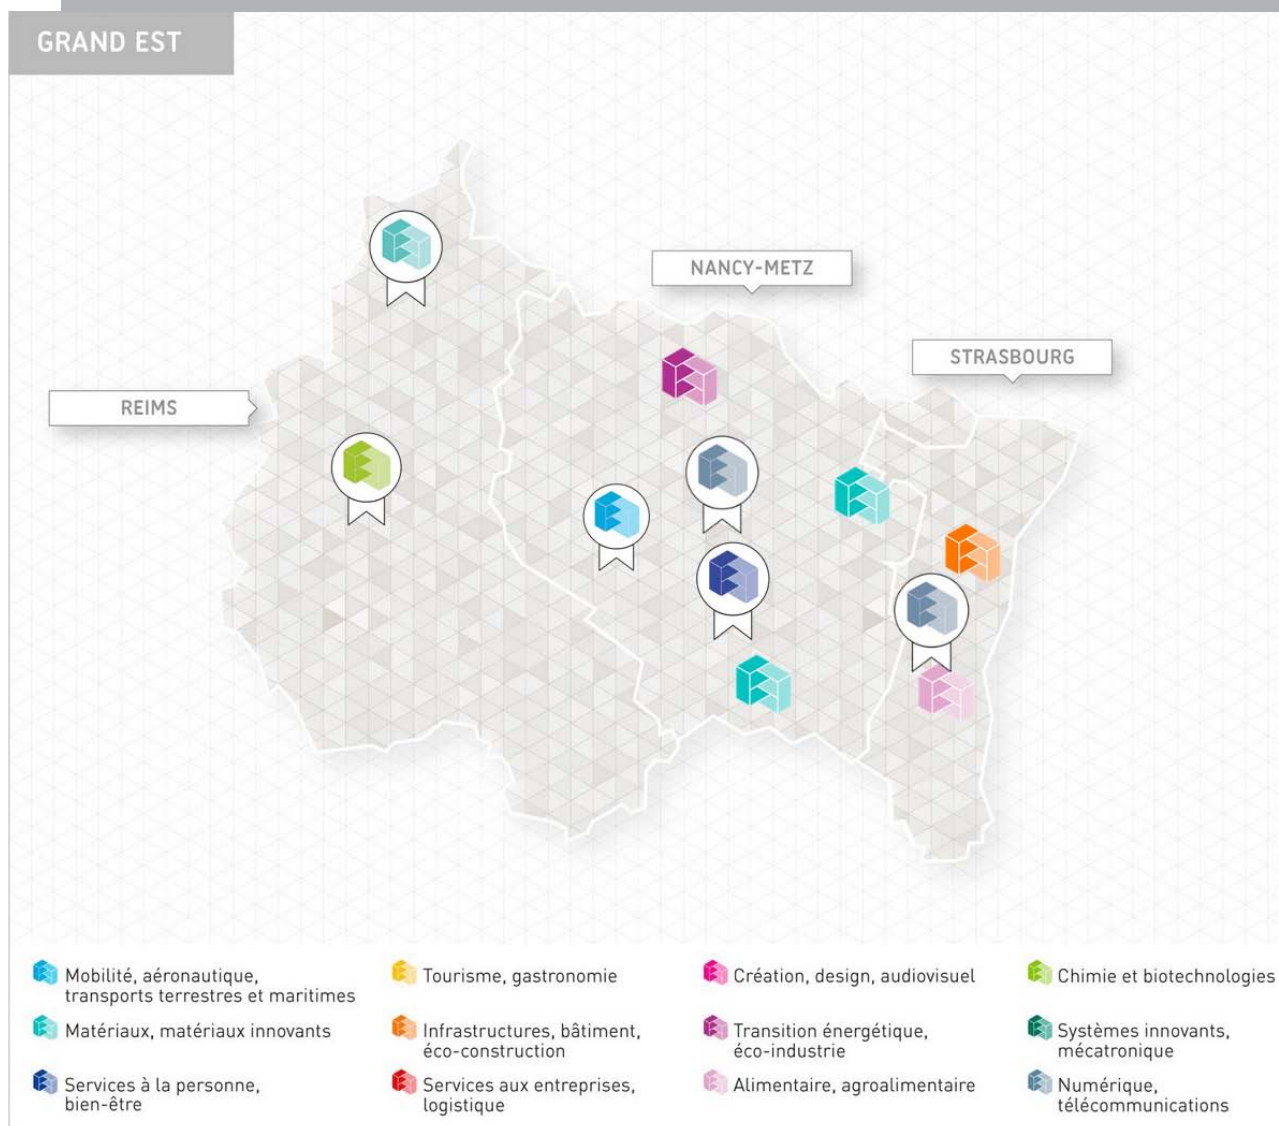 GRAND EST
NANCY-METZ
STRASBOURG
REIMS
Mobilité, aéronautique,
transports terrestres et maritimes
Matériaux, matériaux innovants
Services à la personne,
bien-être
Tourisme, gastronomie
Infrastructures, bâtiment,
éco-construction
Services aux entreprises,
logistique
Création, design, audiovisuel
Transition énergétique,
éco-industrie
Alimentaire, agroalimentaire
Chimie et biotechnologies
Systèmes innovants,
mécatronique
Numérique,
télécommunications